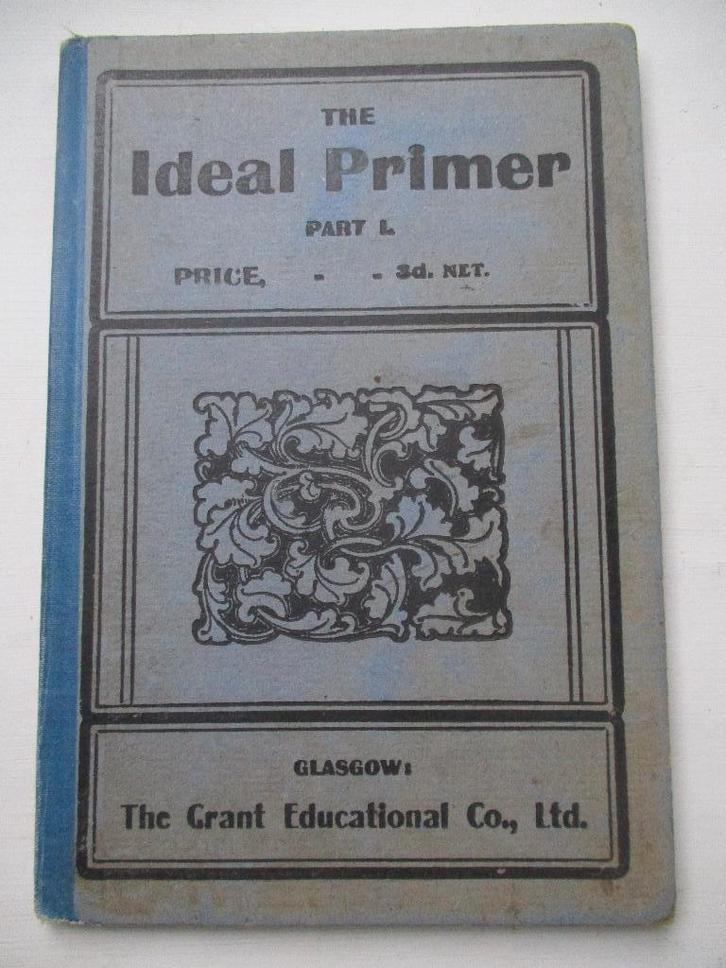 THE
Ideal Primer
PART I.
PRICE, - - 3d. NET.
GLASGOW:
The Grant Educational Co., Ltd.